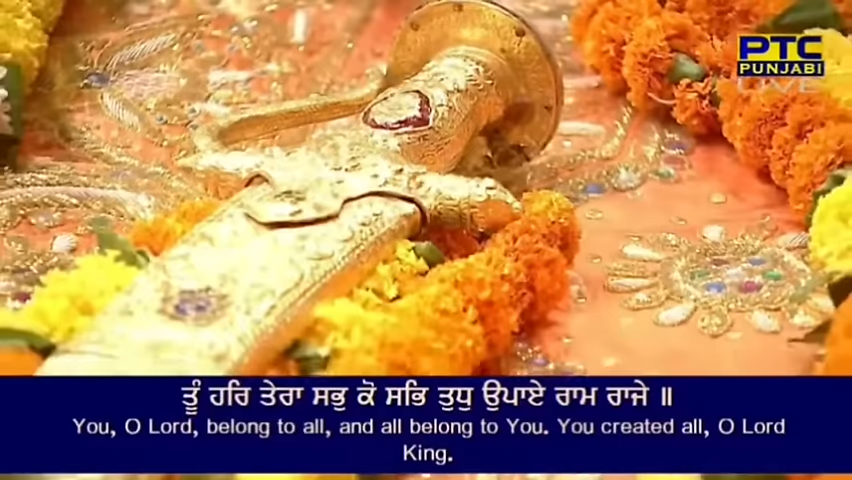 PTC
PUNJABI
LIVE
ਤੂੰ ਹਰਿ ਤੇਰਾ ਸਭੁ ਕੋ ਸਭਿ ਤੁਧੁ ਉਪਾਏ ਰਾਮ ਰਾਜੇ ॥
You, O Lord, belong to all, and all belong to You. You created all, O Lord
King.